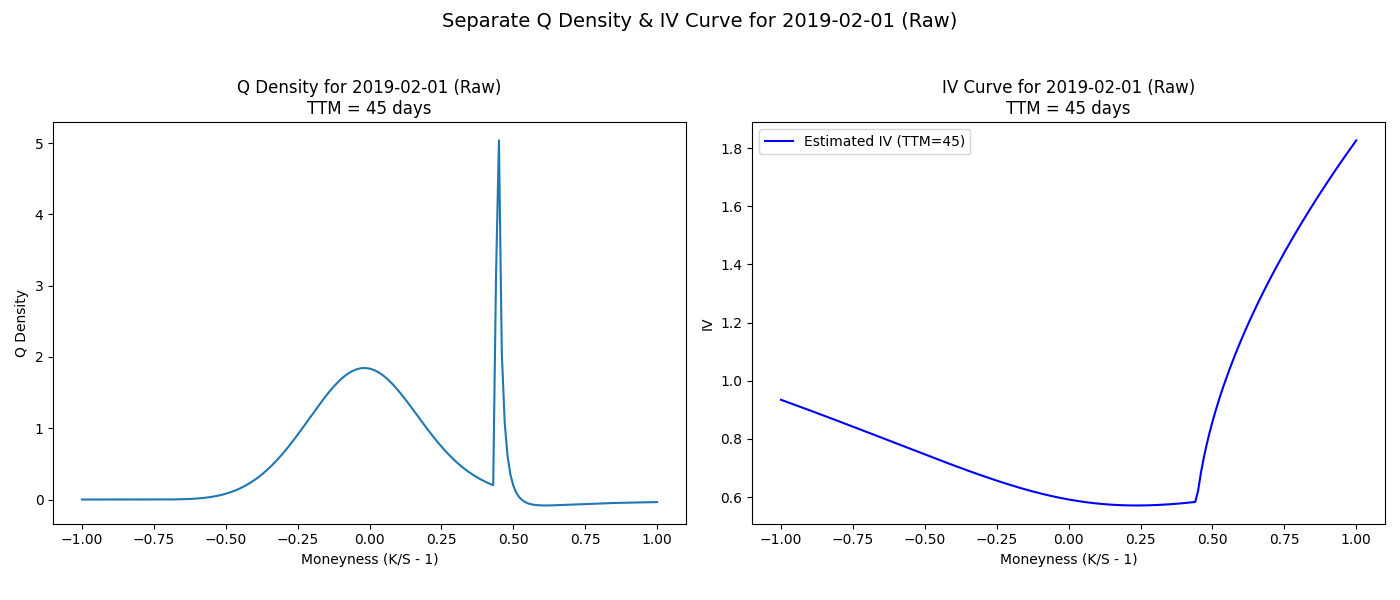 Separate Q Density & IV Curve for 2019-02-01 (Raw)
Q Density for 2019-02-01 (Raw)
TTM = 45 days
Q Density
5
4
3
2
1
0
−1.00 −0.75 −0.50 −0.25 0.00 0.25 0.50 0.75 1.00
Moneyness (K/S - 1)
IV Curve for 2019-02-01 (Raw)
TTM = 45 days
Estimated IV (TTM=45)
IV
1.8
1.6
1.4
1.2
1.0
0.8
0.6
−1.00 −0.75 −0.50 −0.25 0.00 0.25 0.50 0.75 1.00
Moneyness (K/S - 1)